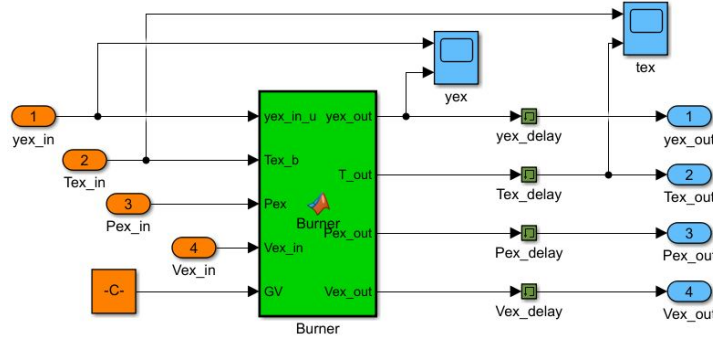 tex
yex
1
yex_in
2
Tex_in
3
Pex_in
4
Vex_in
-C-
yex_in_u
yex_out
Tex_b
T_out
Pex
Burner
Pex_out
Vex_in
GV
Vex_out
Burner
yex_delay
Tex_delay
Pex_delay
Vex_delay
1
yex_out
2
Tex_out
3
Pex_out
4
Vex_out